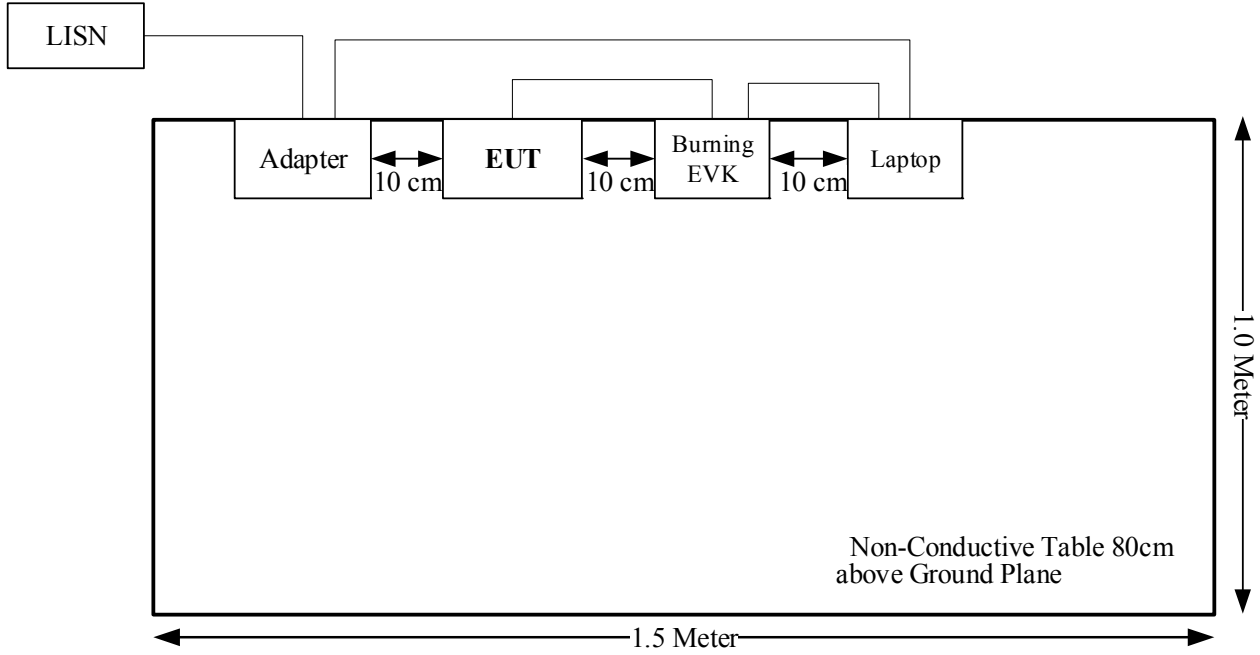 LISN
Adapter
EUT
Burning
EVK
Laptop
10 cm
10 cm
10 cm
1.0 Meter
Non-Conductive Table 80cm
above Ground Plane
1.5 Meter